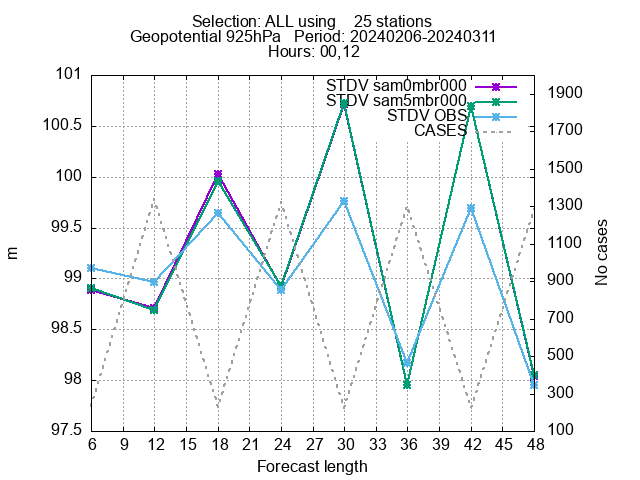 Selection: ALL using    25 stations
Geopotential 925hPa   Period: 20240206-20240311
Hours: 00,12
STDV sam0mbr000
STDV sam5mbr000
STDV OBS
CASES
101
100.5
100
99.5
99
98.5
98
97.5
m
1900
1700
1500
1300
1100
900
700
500
300
100
No cases
6 9 12 15 18 21 24 27 30 33 36 39 42 45 48
Forecast length